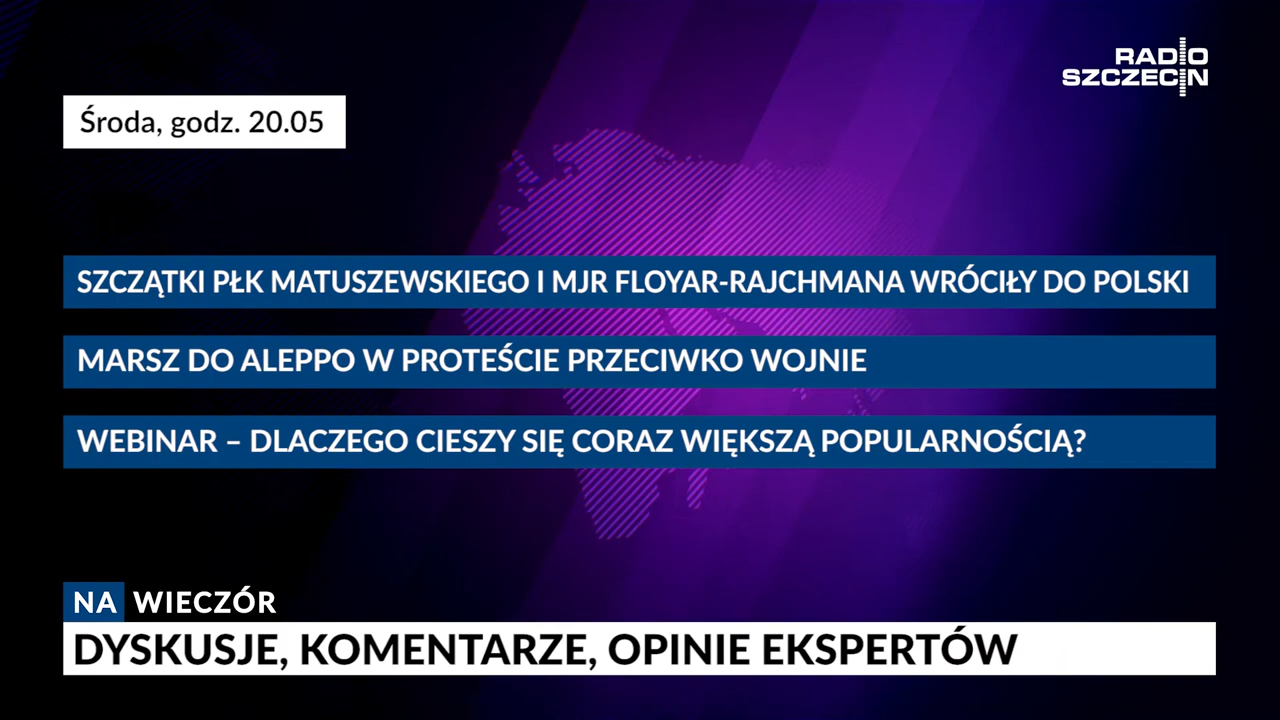 RADIO
SZCZECIN
Środa, godz. 20.05
SZCZĄTKI PŁK MATUSZEWSKIEGO I MJR FLOYAR-RAJCHMANA WRÓCIŁY DO POLSKI
MARSZ DO ALEPPO W PROTEŚCIE PRZECIWKO WOJNIE
WEBINAR – DLACZEGO CIESZY SIĘ CORAZ WIĘKSZĄ POPULARNOŚCIĄ?
NA WIECZÓR
DYSKUSJE, KOMENTARZE, OPINIE EKSPERTÓW